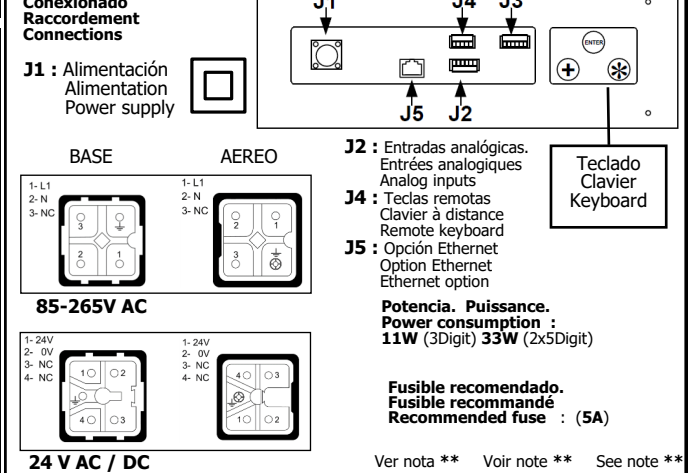 Conexionado
Raccordement
Connections
J1 : Alimentación
Alimentation
Power supply
J1
J4
J3
J5
J2
ENTER
+
*
Teclado
Clavier
Keyboard
BASE
AEREO
1- L1
2- N
3- NC
3
2
1
1- L1
2- N
3- NC
2
1
3
85-265V AC
1- 24V
2- 0V
3- NC
4- NC
1
2
4
3
1- 24V
2- 0V
3- NC
4- NC
4
3
1
2
24 V AC / DC
J2 : Entradas analógicas.
Entrées analogiques
Analog inputs
J4 : Teclas remotas
Clavier à distance
Remote keyboard
J5 : Opción Ethernet
Option Ethernet
Ethernet option
Potencia. Puissance.
Power consumption :
11W (3Digit) 33W (2x5Digit)
Fusible recomendado.
Fusible recommandé
Recommended fuse : (5A)
Ver nota ** Voir note ** See note **